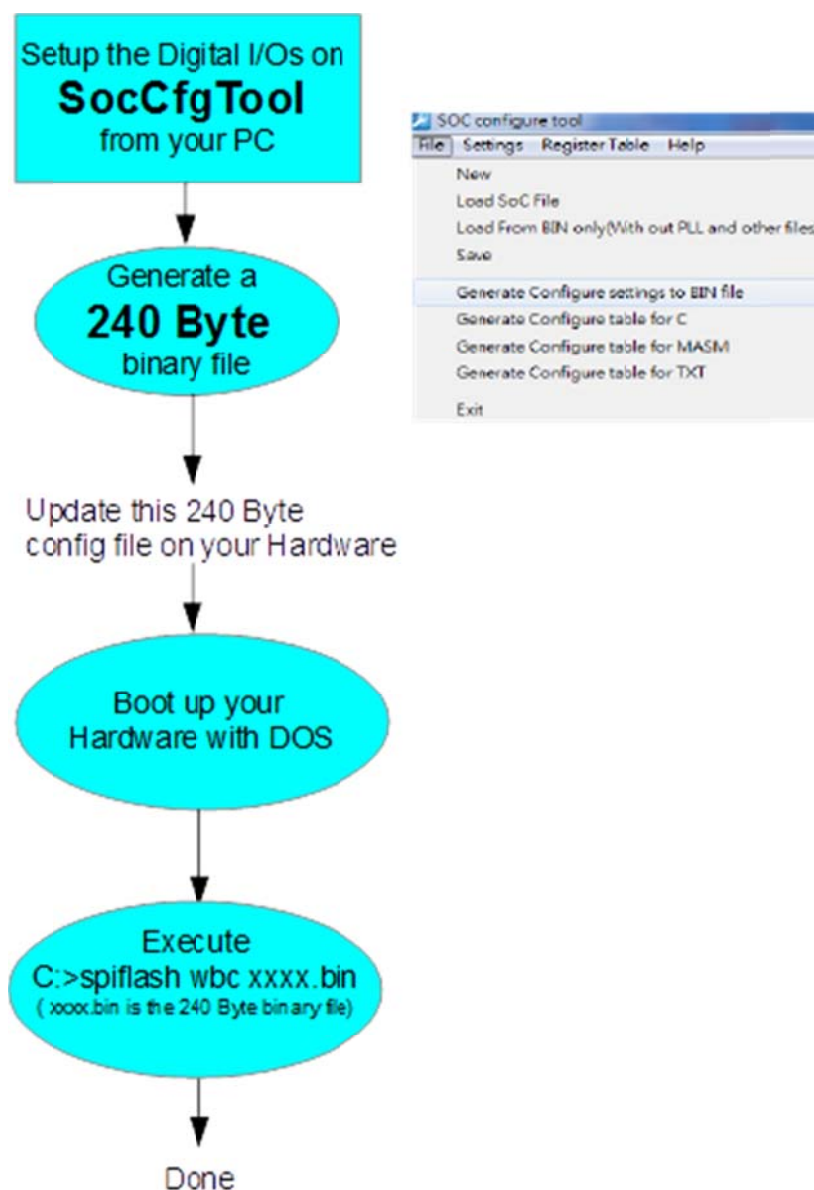 Setup the Digital I/Os on
SocCfgTool
from your PC
Generate a
240 Byte
binary file
Update this 240 Byte
config file on your Hardware
Boot up your
Hardware with DOS
Execute
C:>spiflash wbc xxxx.bin
( xxxx.bin is the 240 Byte binary file)
Done
SOC configure tool
File Settings Register Table Help
New
Load SoC File
Load From BIN only(With out PLL and other files
Save
Generate Configure settings to BIN file
Generate Configure table for C
Generate Configure table for MASM
Generate Configure table for TXT
Exit